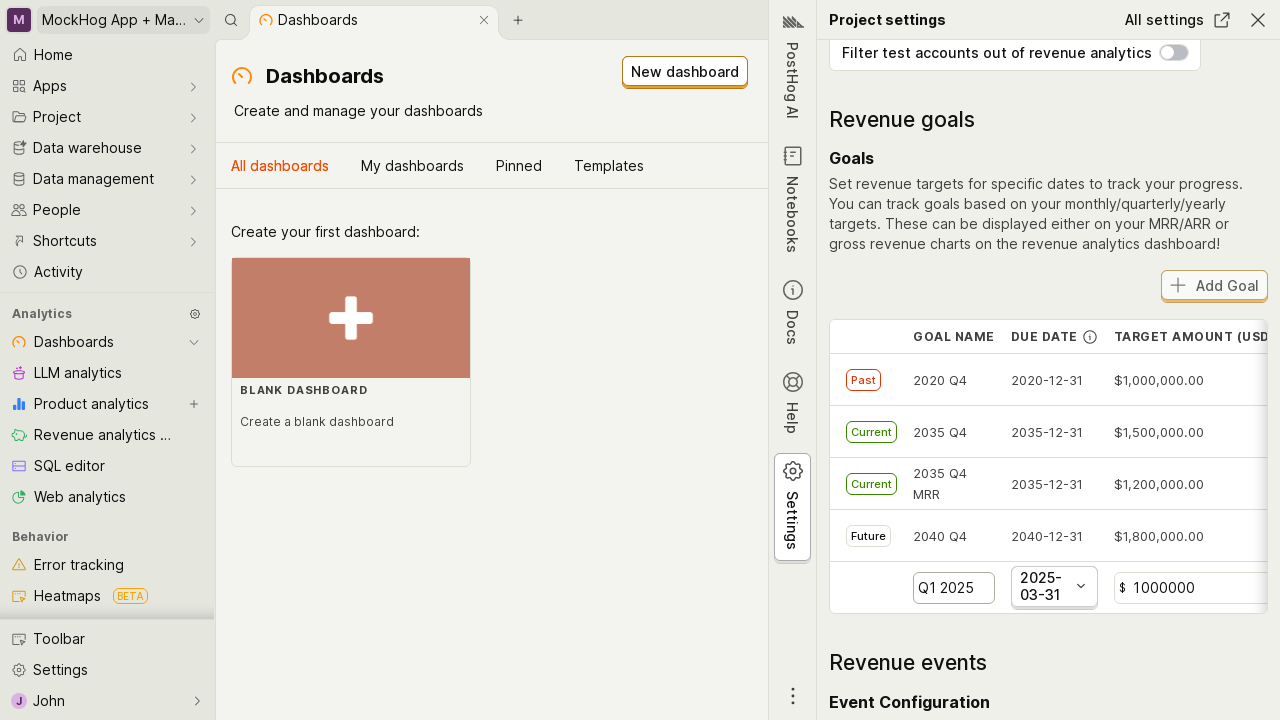 M
MockHog App + Ma...
Home
Apps
Project
Data warehouse
Data management
People
Shortcuts
Activity
Analytics
Dashboards
LLM analytics
Product analytics
Revenue analytics ...
SQL editor
Web analytics
Behavior
Error tracking
Heatmaps
BETA
Toolbar
Settings
J
John
Dashboards
Dashboards
New dashboard
Create and manage your dashboards
All dashboards
My dashboards
Pinned
Templates
Create your first dashboard:
BLANK DASHBOARD
Create a blank dashboard
PostHog AI
Notebooks
Docs
Help
Settings
Project settings
All settings
Filter test accounts out of revenue analytics
Revenue goals
Goals
Set revenue targets for specific dates to track your progress.
You can track goals based on your monthly/quarterly/yearly
targets. These can be displayed either on your MRR/ARR or
gross revenue charts on the revenue analytics dashboard!
Add Goal
GOAL NAME DUE DATE TARGET AMOUNT (USD
Past 2020 Q4 2020-12-31 $1,000,000.00
Current 2035 Q4 2035-12-31 $1,500,000.00
Current 2035 Q4 MRR 2035-12-31 $1,200,000.00
Future 2040 Q4 2040-12-31 $1,800,000.00
Q1 2025 2025-03-31 $ 1000000
Revenue events
Event Configuration